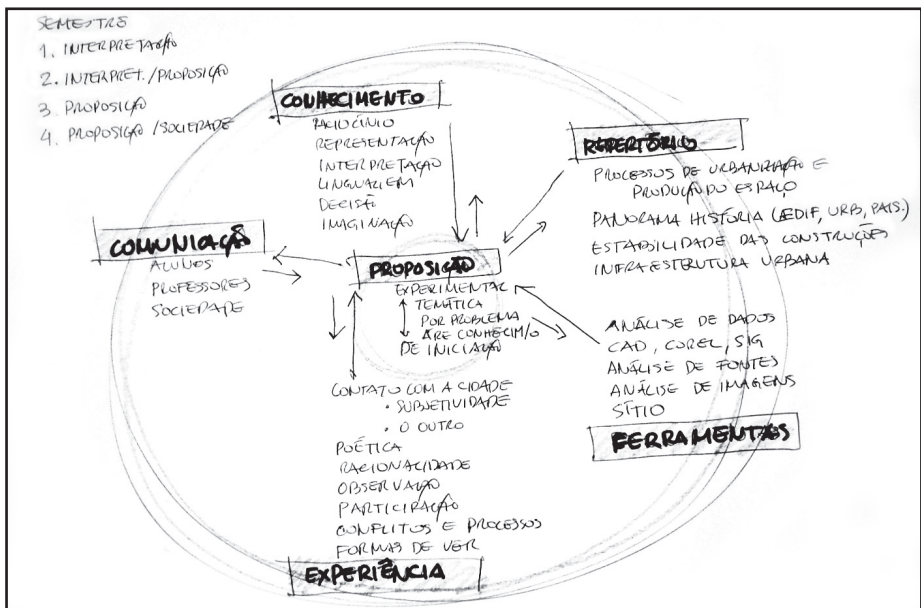 SEMESTRE
1. INTERPRETAÇÃO
2. INTERPRET./PROPOSIÇÃO
3. PROPOSIÇÃO
4. PROPOSIÇÃO/SOCIEDADE
CONHECIMENTO
RACIOCÍNIO
REPRESENTAÇÃO
INTERPRETAÇÃO
LINGUAGEM
DECISÃO
IMAGINAÇÃO
REPERTÓRIO
PROCESSOS DE URBANIZAÇÃO E
PRODUÇÃO DO ESPAÇO
PANORAMA HISTÓRIA (EDIF, URB, PAIS.)
ESTABILIDADE DAS CONSTRUÇÕES
INFRAESTRUTURA URBANA
COMUNICAÇÃO
ALUNOS
PROFESSORES
SOCIEDADE
PROPOSIÇÃO
EXPERIMENTAL
TEMÁTICA
POR PROBLEMA
ÁRE CONHECIM/O
DE INICIAÇÃO
ANÁLISE DE DADOS
CAD, COREL, SIG
ANÁLISE DE FONTES
ANÁLISE DE IMAGENS
SÍTIO
FERRAMENTAS
CONTATO COM A CIDADE
• SUBJETIVIDADE
• O OUTRO
POÉTICA
RACIONALIDADE
OBSERVAÇÃO
PARTICIPAÇÃO
CONFLITOS E PROCESSOS
FORMAS DE VER
EXPERIÊNCIA